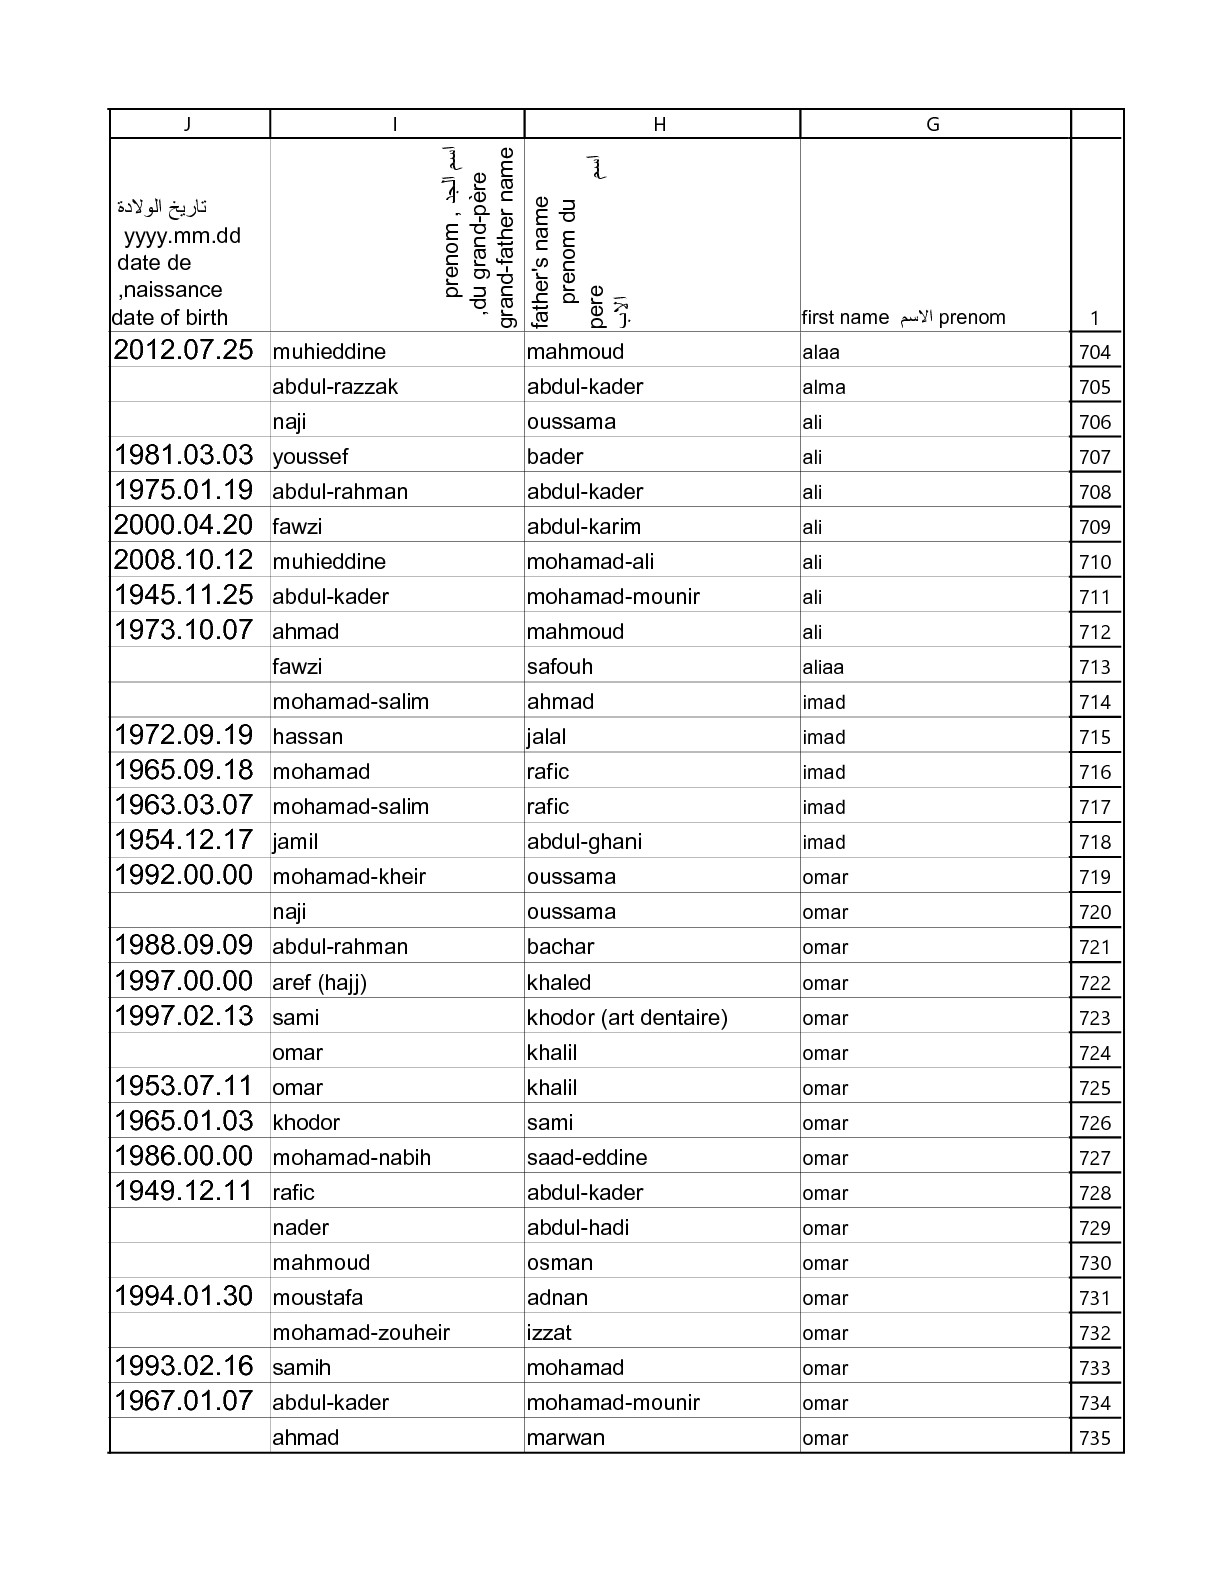 J I H G
تاريخ الولادة
yyyy.mm.dd
date de
,naissance
date of birth
اسم الجد , prenom
,du grand-père
grand-father name
father's name
prenom du
pere اسم
الاب
first name الاسم prenom 1
2012.07.25 muhieddine mahmoud alaa 704
abdul-razzak abdul-kader alma 705
naji oussama ali 706
1981.03.03 youssef bader ali 707
1975.01.19 abdul-rahman abdul-kader ali 708
2000.04.20 fawzi abdul-karim ali 709
2008.10.12 muhieddine mohamad-ali ali 710
1945.11.25 abdul-kader mohamad-mounir ali 711
1973.10.07 ahmad mahmoud ali 712
fawzi safouh aliaa 713
mohamad-salim ahmad imad 714
1972.09.19 hassan jalal imad 715
1965.09.18 mohamad rafic imad 716
1963.03.07 mohamad-salim rafic imad 717
1954.12.17 jamil abdul-ghani imad 718
1992.00.00 mohamad-kheir oussama omar 719
naji oussama omar 720
1988.09.09 abdul-rahman bachar omar 721
1997.00.00 aref (hajj) khaled omar 722
1997.02.13 sami khodor (art dentaire) omar 723
omar khalil omar 724
1953.07.11 omar khalil omar 725
1965.01.03 khodor sami omar 726
1986.00.00 mohamad-nabih saad-eddine omar 727
1949.12.11 rafic abdul-kader omar 728
nader abdul-hadi omar 729
mahmoud osman omar 730
1994.01.30 moustafa adnan omar 731
mohamad-zouheir izzat omar 732
1993.02.16 samih mohamad omar 733
1967.01.07 abdul-kader mohamad-mounir omar 734
ahmad marwan omar 735